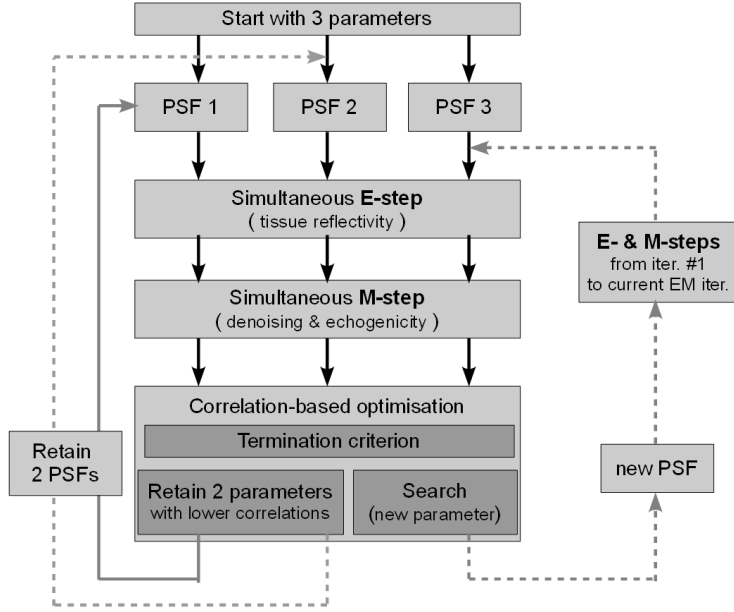 Start with 3 parameters
PSF 1
PSF 2
PSF 3
Simultaneous E-step
( tissue reflectivity )
Simultaneous M-step
( denoising & echogenicity )
Correlation-based optimisation
Termination criterion
Retain 2 parameters
with lower correlations
Search
(new parameter)
Retain
2 PSFs
E- & M-steps
from iter. #1
to current EM iter.
new PSF